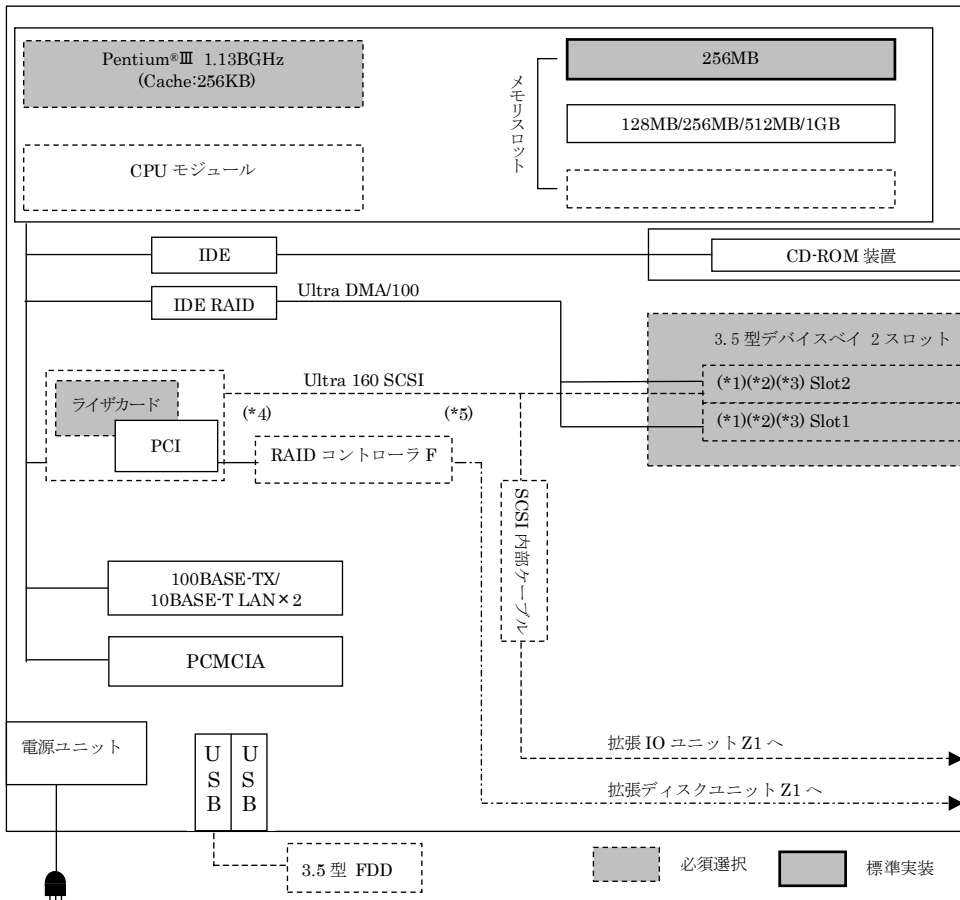 Pentium®Ⅲ 1.13BGHz
(Cache:256KB)
CPU モジュール
メモリスロット
256MB
128MB/256MB/512MB/1GB
IDE
CD-ROM 装置
IDE RAID
Ultra DMA/100
3.5 型デバイスベイ 2 スロット
(*1)(*2)(*3) Slot2
(*1)(*2)(*3) Slot1
Ultra 160 SCSI
ライザカード
PCI
(*4)
(*5)
RAID コントローラ F
SCSI 内部ケーブル
100BASE-TX/
10BASE-T LAN×2
PCMCIA
電源ユニット
USB
USB
拡張 IO ユニット Z1 へ
拡張ディスクユニット Z1 へ
3.5 型 FDD
必須選択
標準実装